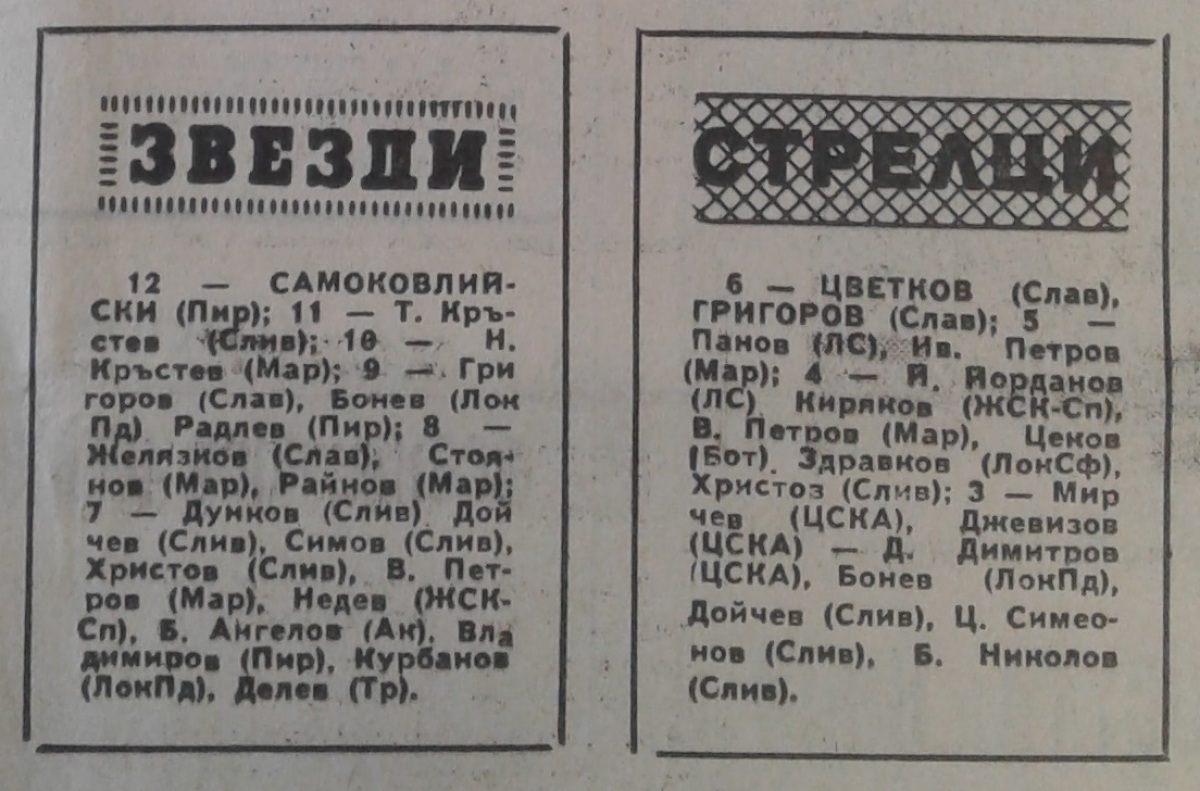 ЗВЕЗДИ
12 — САМОКОВЛИЙ-
СКИ (Пир); 11 — Т. Кръ-
стев (Слив); 10 — Н.
Кръстев (Мар); 9 — Гри
горов (Слав), Бонев (Лок
Пд) Радлев (Пир); 8 —
Желязков (Слав); Стоя-
нов (Мар), Райнов (Мар);
7 — Думков (Слив) Дой
чев (Слив), Симов (Слив),
Христов (Слив), В. Пет-
ров (Мар), Недев (ЖСК-
Сп), Б. Ангелов (Ак), Вла
димиров (Пир), Курбанов
(ЛокПд), Делев (Тр).
СТРЕЛЦИ
6 — ЦВЕТКОВ (Слав),
ГРИГОРОВ (Слав); 5 —
Панов (ЛС), Ив. Петров
(Мар); 4 — Й. Йорданов
(ЛС) Киряков (ЖСК-Сп),
В. Петров (Мар), Цеков
(Бот) Здравков (ЛокСф),
Христоз (Слив); 3 — Мир
чев (ЦСКА), Джевизов
(ЦСКА) — Д. Димитров
(ЦСКА), Бонев (ЛокПд),
Дойчев (Слив), Ц. Симео-
нов (Слив), Б. Николов
(Слив).